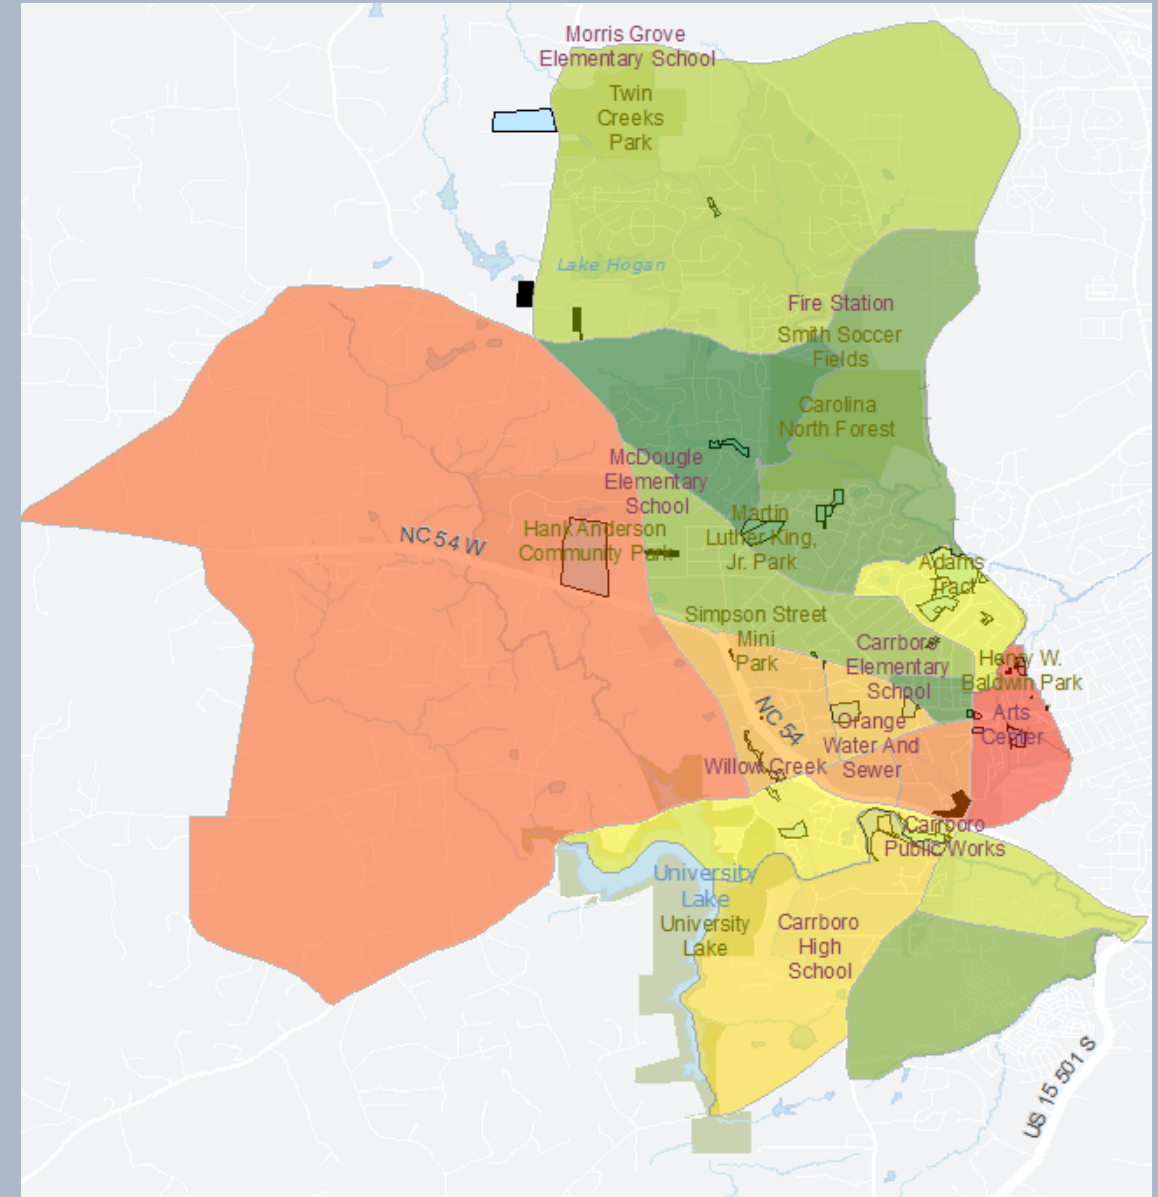 Morris Grove
Elementary School
Twin
Creeks
Park
Lake Hogan
Fire Station
Smith Soccer
Fields
Carolina
North Forest
McDougle
Elementary
School
NC 54 W
Hank Anderson
Community Park
Martin
Luther King,
Jr. Park
Adams
Tract
Simpson Street
Mini
Park
Carrboro
Elementary
School
Henry W.
Baldwin Park
NC 54
Orange
Water And
Sewer
Arts
Center
Willow Creek
Carrboro
Public Works
University
Lake
University
Lake
Carrboro
High
School
US 15 501 S